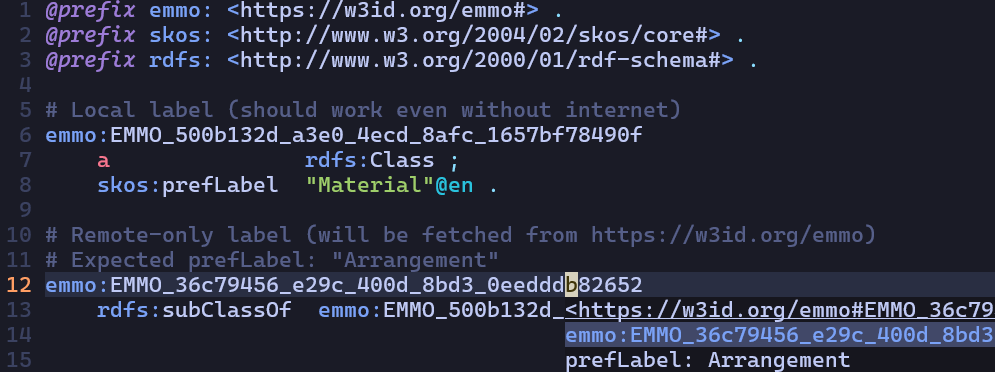 1 @prefix emmo: <https://w3id.org/emmo#> .
2 @prefix skos: <http://www.w3.org/2004/02/skos/core#> .
3 @prefix rdfs: <http://www.w3.org/2000/01/rdf-schema#> .
4
5 # Local label (should work even without internet)
6 emmo:EMMO_500b132d_a3e0_4ecd_8afc_1657bf78490f
7 a rdfs:Class ;
8 skos:prefLabel "Material"@en .
9
10 # Remote-only label (will be fetched from https://w3id.org/emmo)
11 # Expected prefLabel: "Arrangement"
12 emmo:EMMO_36c79456_e29c_400d_8bd3_0eedddb82652
13 rdfs:subClassOf emmo:EMMO_500b132d_<https://w3id.org/emmo#EMMO_36c79
14 emmo:EMMO_36c79456_e29c_400d_8bd3
15 prefLabel: Arrangement